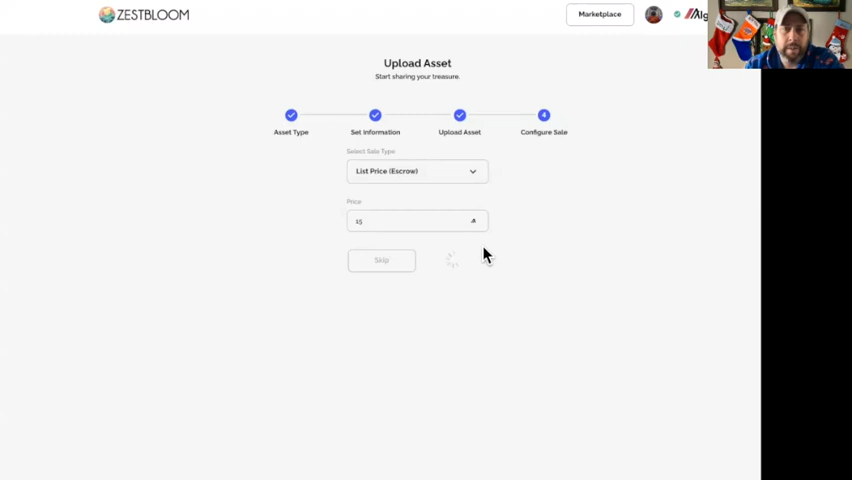 ZESTBLOOM
Marketplace
Algo
Upload Asset
Start sharing your treasure.
4
Asset Type
Set Information
Upload Asset
Configure Sale
Select Sale Type
List Price (Escrow)
Price
15
Skip